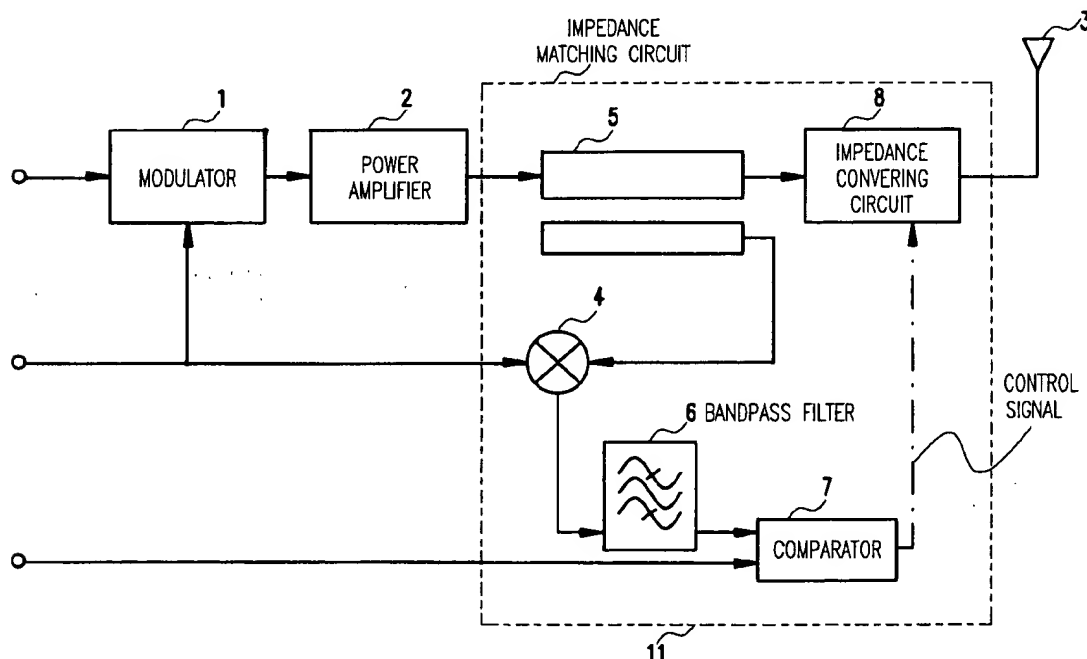 IMPEDANCE
MATCHING CIRCUIT
3
1
2
5
8
MODULATOR
POWER
AMPLIFIER
IMPEDANCE
CONVERING
CIRCUIT
4
CONTROL
SIGNAL
6 BANDPASS FILTER
7
COMPARATOR
11